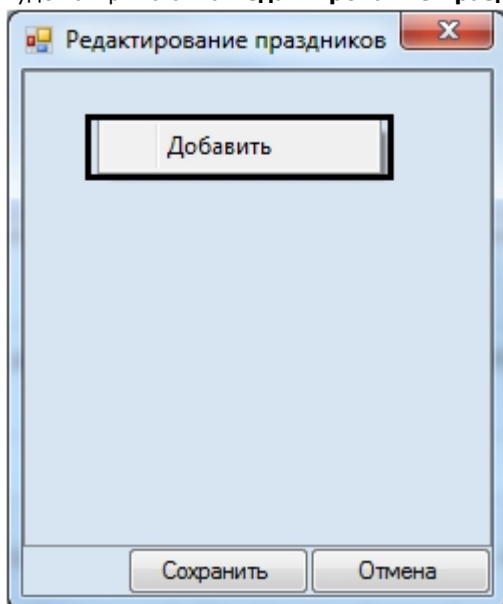 Редактирование праздников
Добавить
Сохранить
Отмена